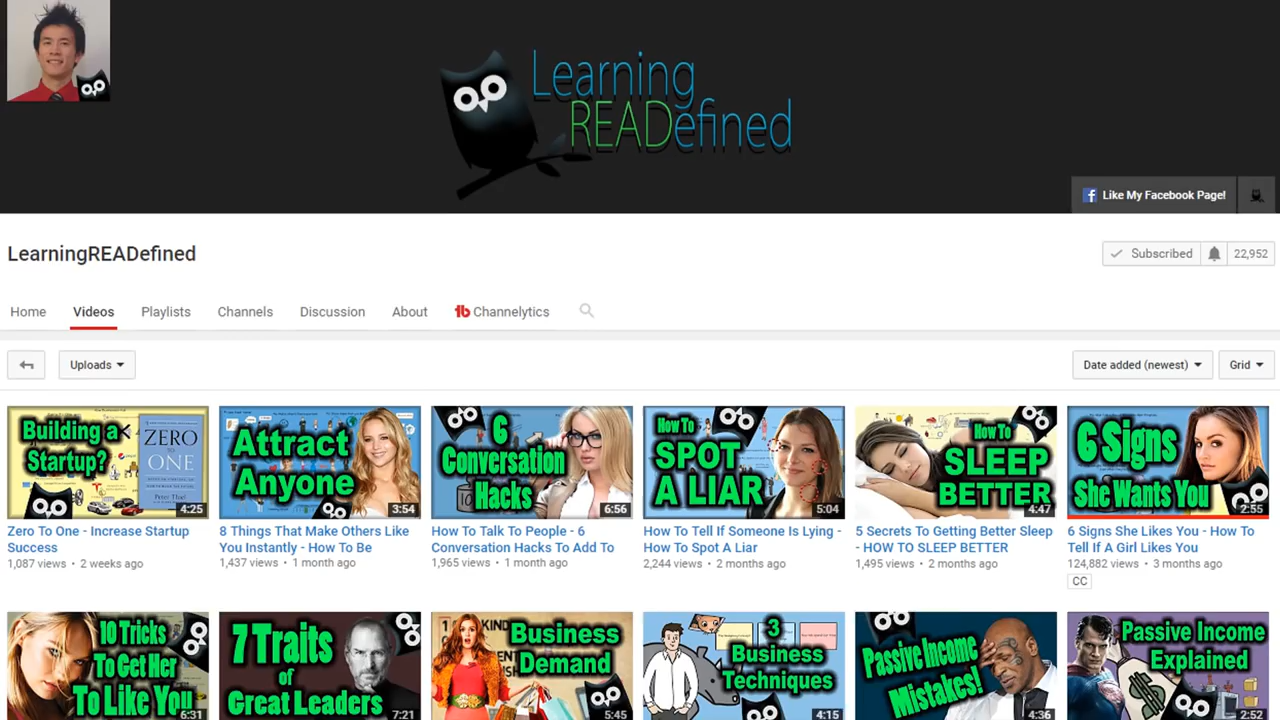 Learning
READefined
Like My Facebook Page!
LearningREADefined
Subscribed 22,952
Home Videos Playlists Channels Discussion About Channelytics
Uploads Date added (newest) Grid
Building a
Startup?
ZERO
TO
ONE
Peter Thiel
4:25
Attract
Anyone
3:54
6
Conversation
Hacks
6:56
How To
SPOT
A LIAR
5:04
How To
SLEEP
BETTER
4:47
6 Signs
She Wants You
2:55
Zero To One - Increase Startup
Success
1,087 views • 2 weeks ago
8 Things That Make Others Like
You Instantly - How To Be
1,437 views • 1 month ago
How To Talk To People - 6
Conversation Hacks To Add To
1,965 views • 1 month ago
How To Tell If Someone Is Lying -
How To Spot A Liar
2,244 views • 2 months ago
5 Secrets To Getting Better Sleep
- HOW TO SLEEP BETTER
1,495 views • 2 months ago
6 Signs She Likes You - How To
Tell If A Girl Likes You
124,882 views • 3 months ago
CC
10 Tricks
To Get Her
To Like You
6:31
7 Traits
of
Great Leaders
7:21
Business
Demand
5:45
3
Business
Techniques
4:15
Passive Income
Mistakes!
4:36
Passive Income
Explained
2:52